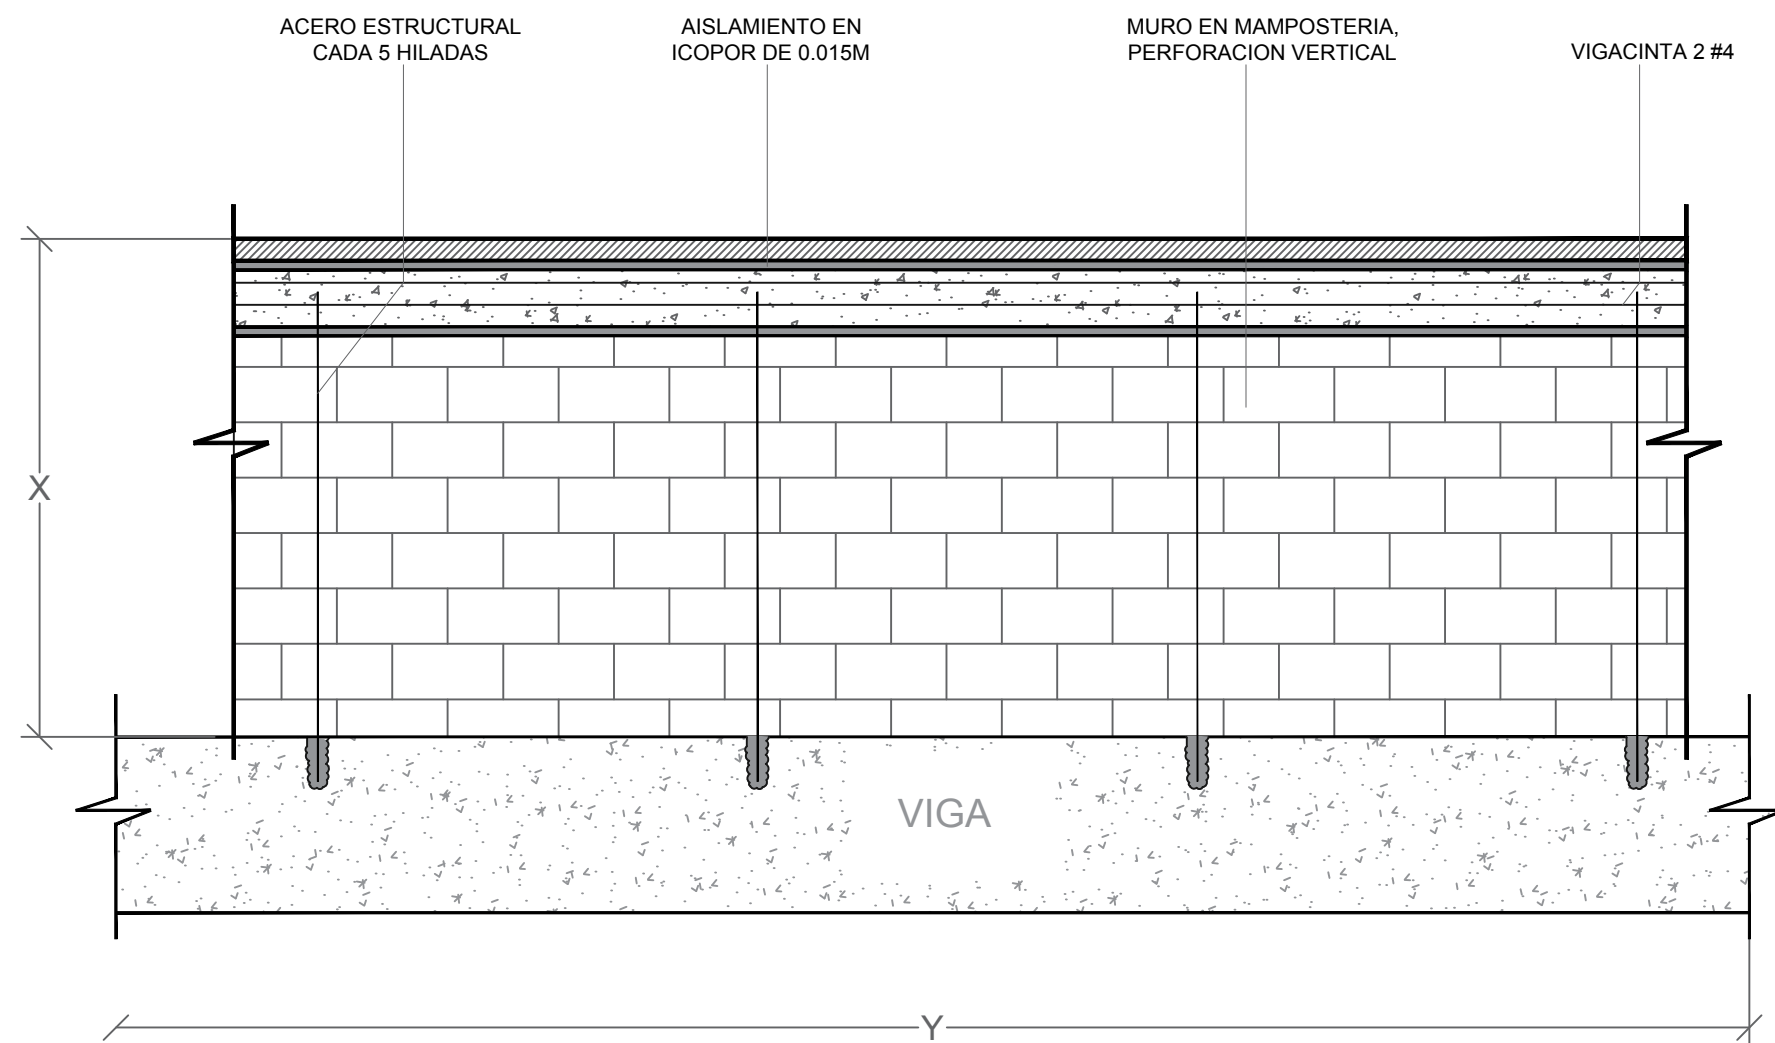 ACERO ESTRUCTURAL
CADA 5 HILADAS
AISLAMIENTO EN
ICOPOR DE 0.015M
MURO EN MAMPOSTERIA,
PERFORACION VERTICAL
VIGACINTA 2 #4
X
VIGA
Y